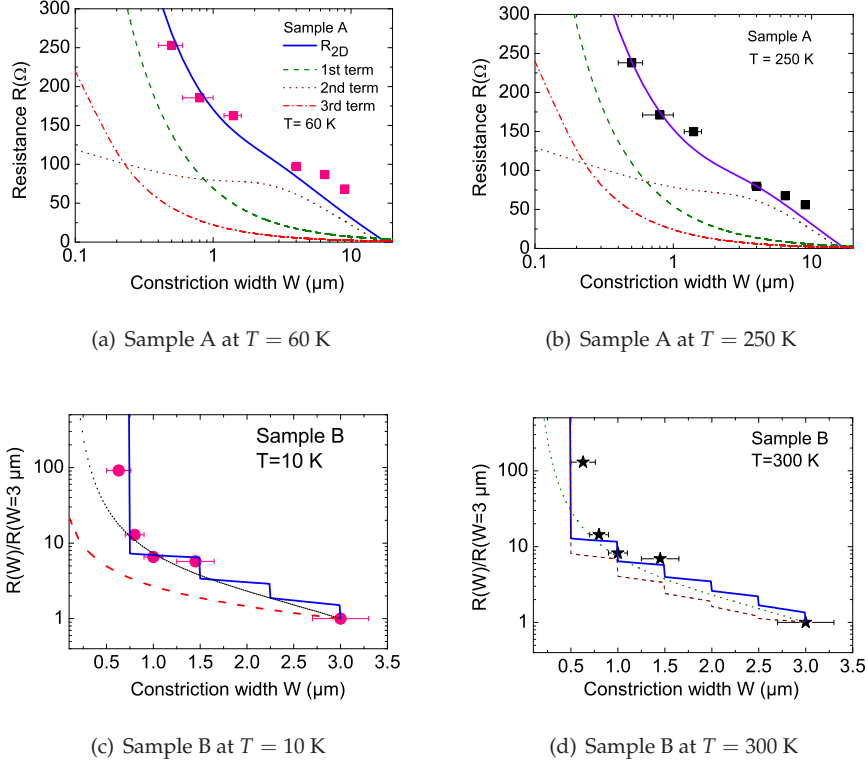 300
250
200
150
100
50
0
Resistance R(Ω)
Sample A
R2D
1st term
2nd term
3rd term
T= 60 K
0.1
1
10
Constriction width W (μm)
(a) Sample A at T = 60 K
300
250
200
150
100
50
0
Resistance R(Ω)
Sample A
T = 250 K
0.1
1
10
Constriction width W (μm)
(b) Sample A at T = 250 K
100
10
1
R(W)/R(W=3 μm)
Sample B
T=10 K
0.5
1.0
1.5
2.0
2.5
3.0
3.5
Constriction width W (μm)
(c) Sample B at T = 10 K
100
10
1
R(W)/R(W=3 μm)
Sample B
T=300 K
0.5
1.0
1.5
2.0
2.5
3.0
3.5
Constriction width W (μm)
(d) Sample B at T = 300 K